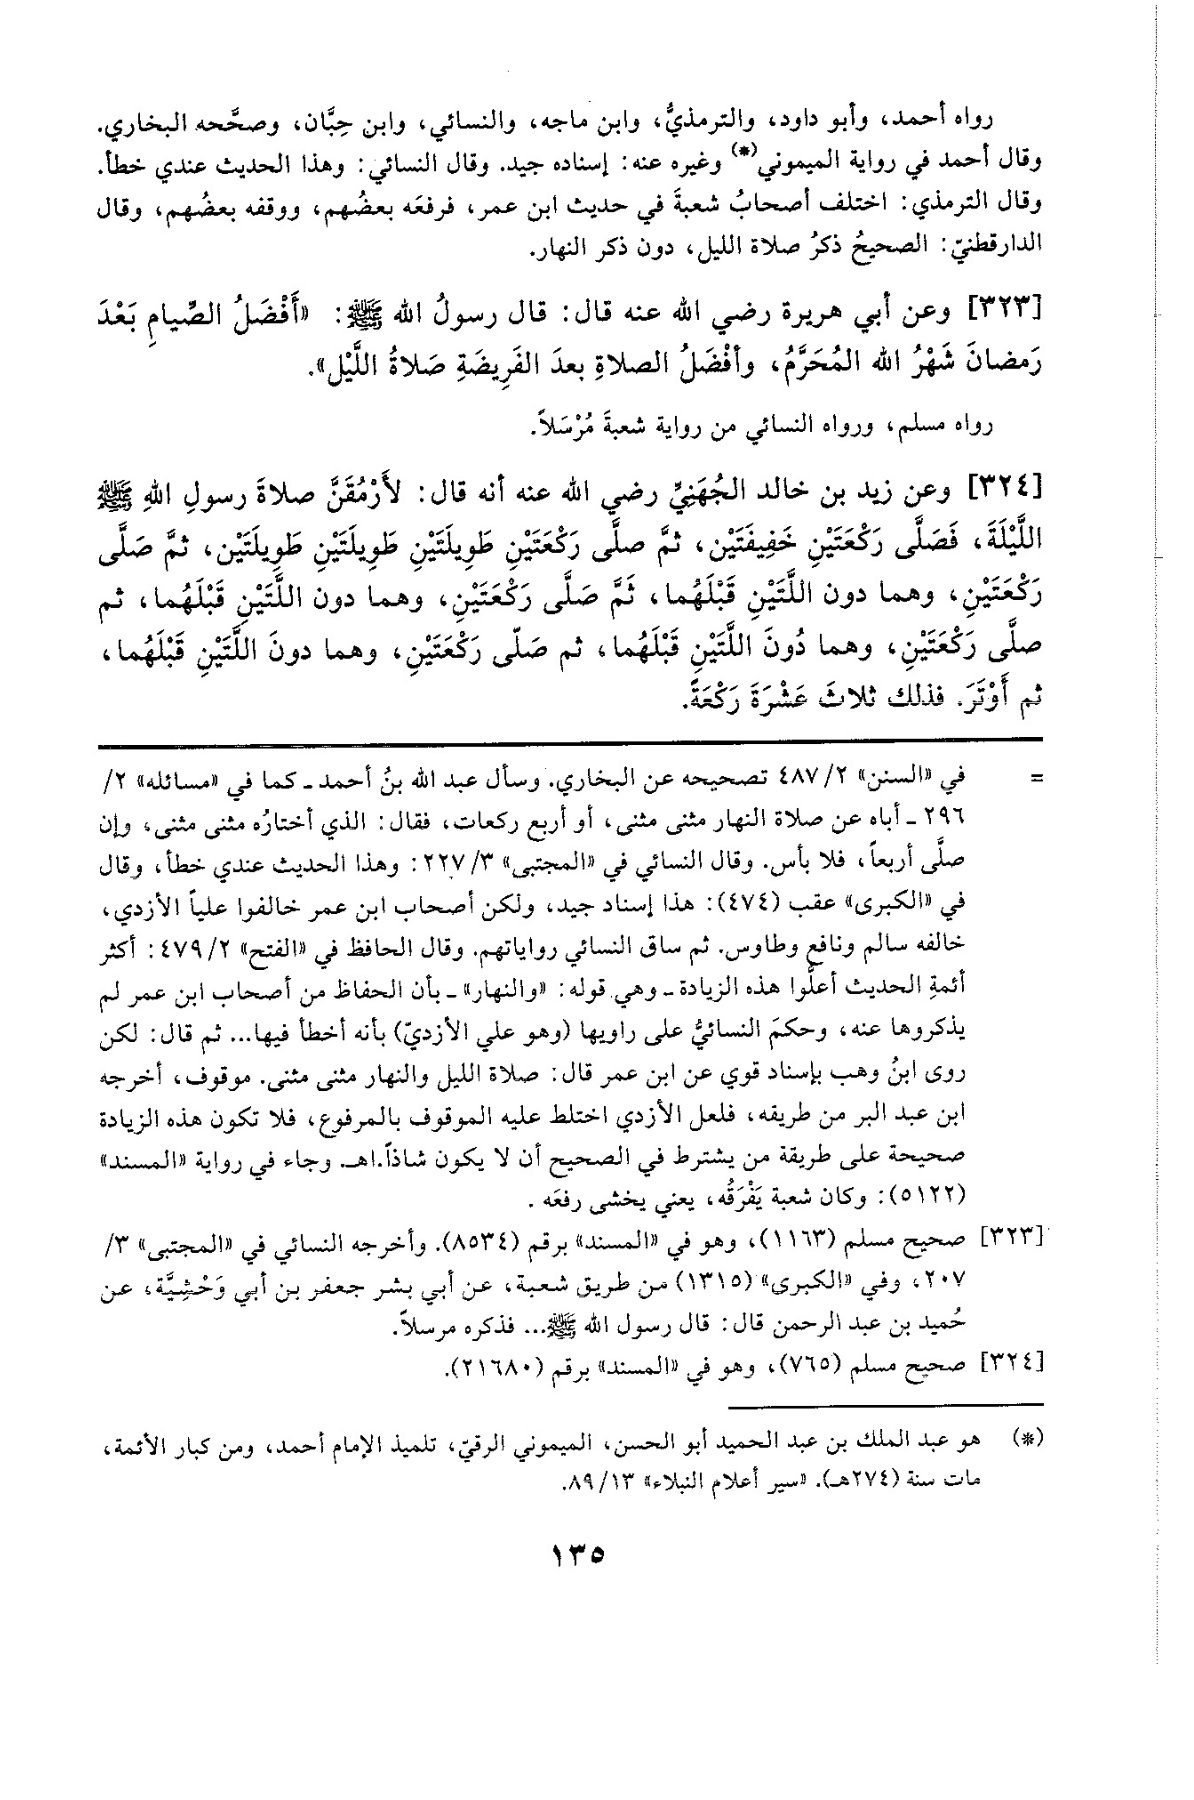 رواه أحمد، وأبو داود، والترمذيُّ، وابن ماجه، والنسائي، وابن حِبَّان، وصحَّحه البخاري.
وقال أحمد في رواية الميموني(*) وغيره عنه: إسناده جيد. وقال النسائي: وهذا الحديث عندي خطأ.
وقال الترمذي: اختلف أصحابُ شعبةَ في حديث ابن عمر، فرفعَه بعضُهم، ووقفه بعضُهم، وقال
الدارقطنيّ: الصحيحُ ذكرُ صلاة الليل، دون ذكر النهار.
[٣٢٣] وعن أبي هريرة رضي الله عنه قال: قال رسولُ الله ﷺ: «أَفْضَلُ الصِّيامِ بَعْدَ
رَمضانَ شَهْرُ الله المُحَرَّمُ، وأفْضَلُ الصلاةِ بعدَ الفَرِيضَةِ صَلاةُ اللَّيْل».
رواه مسلم، ورواه النسائي من رواية شعبةَ مُرْسَلاً.
[٣٢٤] وعن زيد بن خالد الجُهَنِيِّ رضي الله عنه أنه قال: لأَرْمُقَنَّ صلاةَ رسولِ اللهِ ﷺ
اللَّيْلَةَ، فَصَلَّى رَكْعَتَيْنِ خَفِيفَتَيْن، ثمَّ صلَّى رَكْعَتَيْنِ طَوِيلَتَيْنِ طَوِيلَتَيْنِ طَوِيلَتَيْن، ثمَّ صَلَّى
رَكْعَتَيْنِ، وهما دون اللَّتَيْنِ قَبْلَهُما، ثَمَّ صَلَّى رَكْعَتَيْنِ، وهما دون اللَّتَيْنِ قَبْلَهُما، ثم
صلَّى رَكْعَتَيْنِ، وهما دُونَ اللَّتَيْنِ قَبْلَهُما، ثم صَلّى رَكْعَتَيْنِ، وهما دونَ اللَّتَيْنِ قَبْلَهُما،
ثم أَوْتَرَ. فذلك ثلاثَ عَشْرَةَ رَكْعَةً.
= في «السنن» ٢/ ٤٨٧ تصحيحه عن البخاري. وسأل عبد الله بنُ أحمد ـ كما في «مسائله» ٢/
٢٩٦ ـ أباه عن صلاة النهار مثنى مثنى، أو أربع ركعات، فقال: الذي أختارُه مثنى مثنى، وإن
صلَّى أربعاً، فلا بأس. وقال النسائي في «المجتبى» ٣/ ٢٢٧: وهذا الحديث عندي خطأ، وقال
في «الكبرى» عقب (٤٧٤): هذا إسناد جيد، ولكن أصحاب ابن عمر خالفوا علياً الأزدي،
خالفه سالم ونافع وطاوس. ثم ساق النسائي رواياتهم. وقال الحافظ في «الفتح» ٢/ ٤٧٩: أكثر
أئمةِ الحديث أعلُّوا هذه الزيادة ـ وهي قوله: «والنهار» ـ بأن الحفاظ من أصحاب ابن عمر لم
يذكروها عنه، وحكمَ النسائيُّ على راويها (وهو علي الأزديّ) بأنه أخطأ فيها... ثم قال: لكن
روى ابنُ وهب بإسناد قوي عن ابن عمر قال: صلاة الليل والنهار مثنى مثنى. موقوف، أخرجه
ابن عبد البر من طريقه، فلعل الأزدي اختلط عليه الموقوف بالمرفوع، فلا تكون هذه الزيادة
صحيحة على طريقة من يشترط في الصحيح أن لا يكون شاذاً.اهـ. وجاء في رواية «المسند»
(٥١٢٢): وكان شعبة يَفْرَقُه، يعني يخشى رفعَه .
[٣٢٣] صحيح مسلم (١١٦٣)، وهو في «المسند» برقم (٨٥٣٤). وأخرجه النسائي في «المجتبى» ٣/
٢٠٧، وفي «الكبرى» (١٣١٥) من طريق شعبة، عن أبي بشر جعفر بن أبي وَحْشِيَّة، عن
حُميد بن عبد الرحمن قال: قال رسول الله ﷺ... فذكره مرسلاً.
[٣٢٤] صحيح مسلم (٧٦٥)، وهو في «المسند» برقم (٢١٦٨٠).
(*) هو عبد الملك بن عبد الحميد أبو الحسن، الميموني الرقيّ، تلميذ الإمام أحمد، ومن كبار الأئمة،
مات سنة (٢٧٤هـ). «سير أعلام النبلاء» ١٣/ ٨٩.
١٣٥